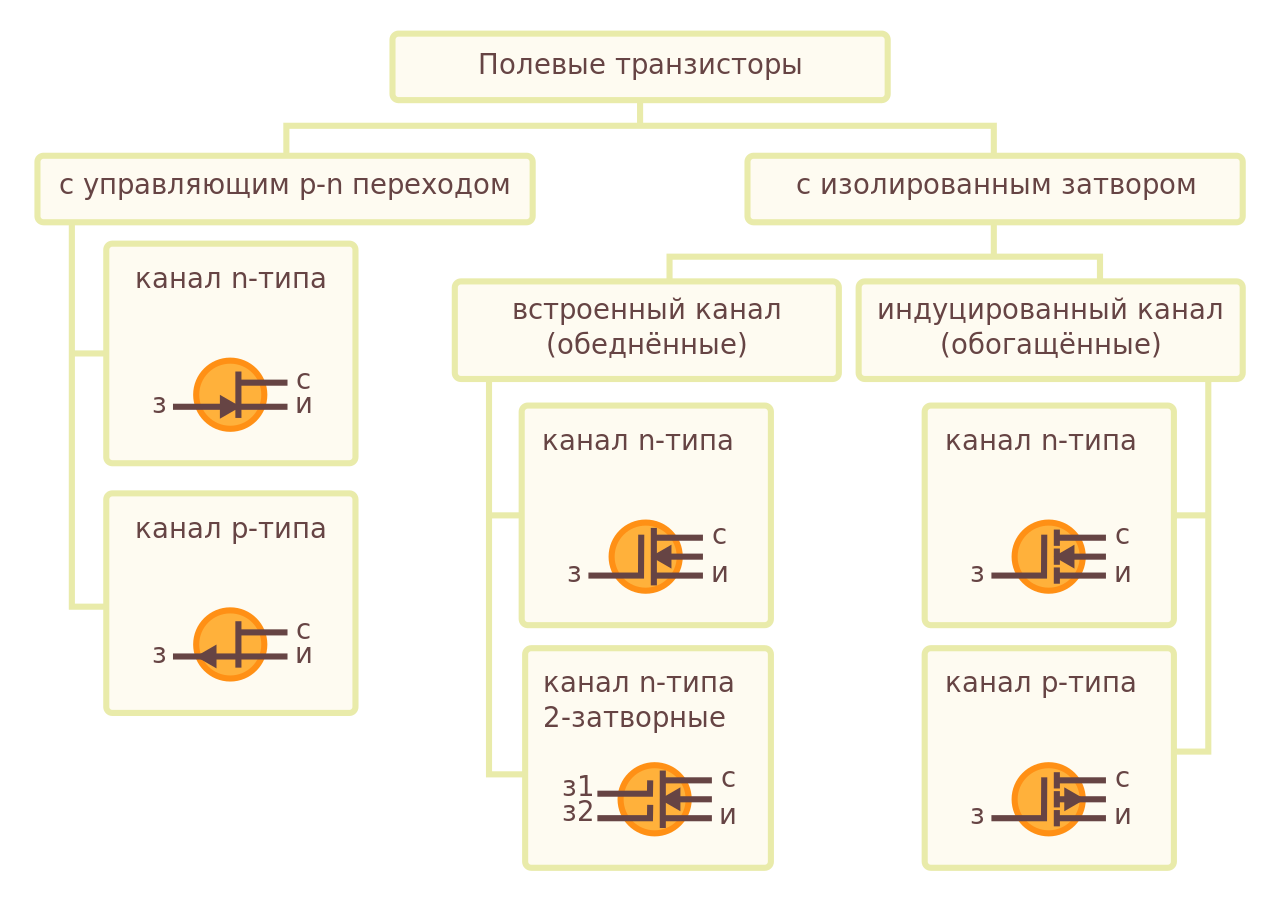 Полевые транзисторы
с управляющим p-n переходом
с изолированным затвором
канал n-типа
с
з
и
канал p-типа
с
з
и
встроенный канал
(обеднённые)
индуцированный канал
(обогащённые)
канал n-типа
с
з
и
канал n-типа
2-затворные
с
з1
з2
и
канал n-типа
с
з
и
канал p-типа
с
з
и